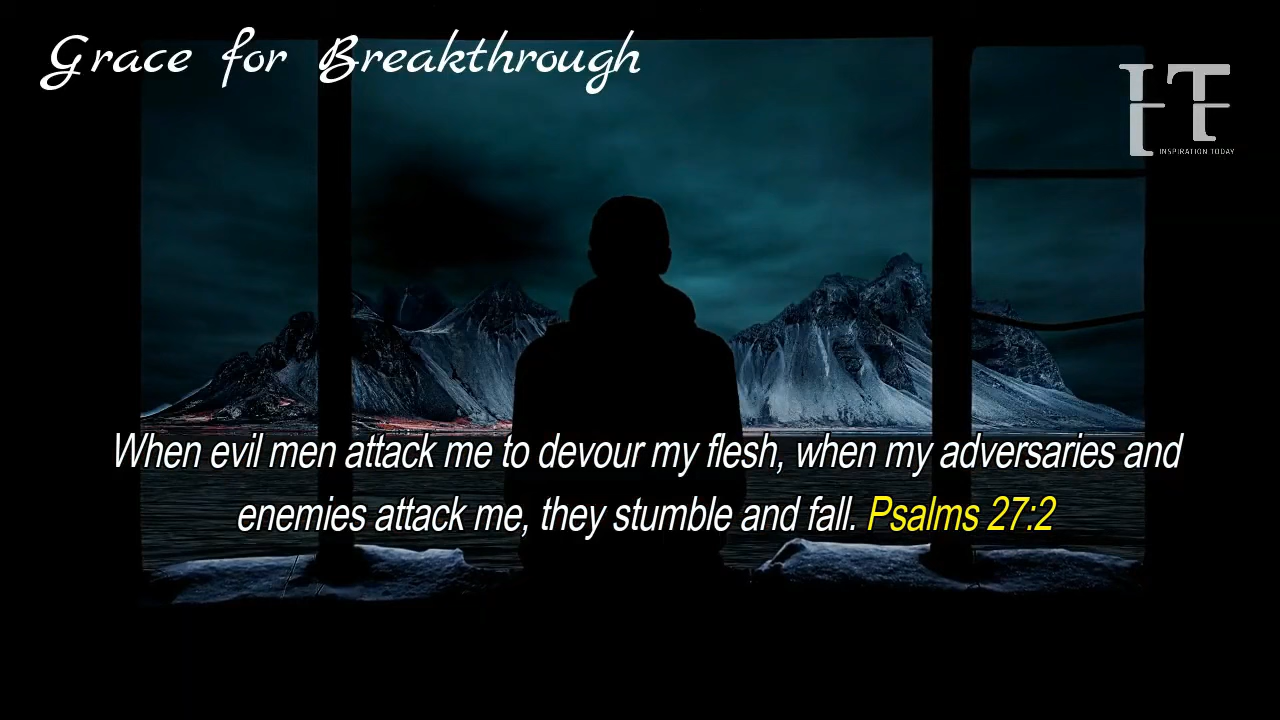 Grace for Breakthrough
IT
INSPIRATION TODAY
When evil men attack me to devour my flesh, when my adversaries and
enemies attack me, they stumble and fall. Psalms 27:2